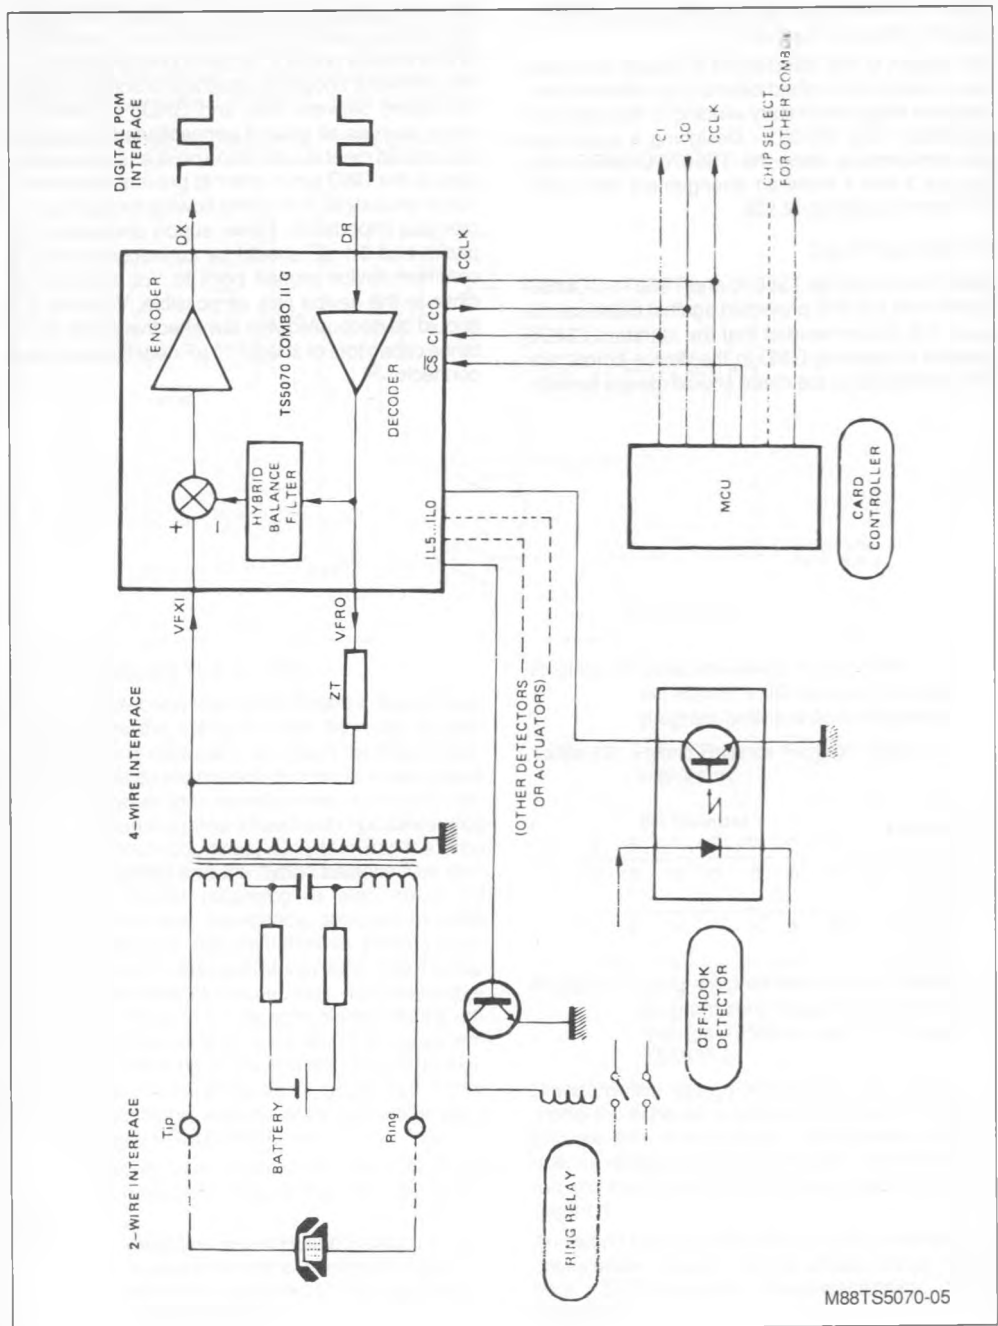 2-WIRE INTERFACE
4-WIRE INTERFACE
DIGITAL PCM
INTERFACE
Tip
BATTERY
Ring
VFXI
VFRO
ZT
+
−
HYBRID
BALANCE
FILTER
ENCODER
TS5070 COMBO II G
DECODER
DX
DR
IL5...IL0
CS CI CO CCLK
(OTHER DETECTORS
OR ACTUATORS)
RING RELAY
OFF-HOOK
DETECTOR
MCU
CARD
CONTROLLER
CI
CO
CCLK
CHIP SELECT
FOR OTHER COMBOs
M88TS5070-05